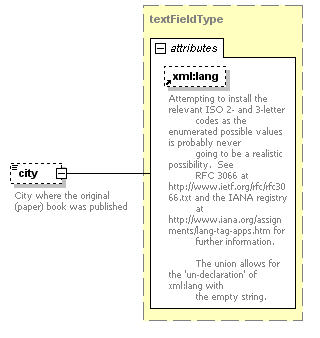 textFieldType
attributes
xml:lang
Attempting to install the
relevant ISO 2- and 3-letter
codes as the
enumerated possible values
is probably never
going to be a realistic
possibility. See
RFC 3066 at
http://www.ietf.org/rfc/rfc30
66.txt and the IANA registry
at
http://www.iana.org/assign
ments/lang-tag-apps.htm for
further information.
The union allows for
the 'un-declaration' of
xml:lang with
the empty string.
city
City where the original
(paper) book was published